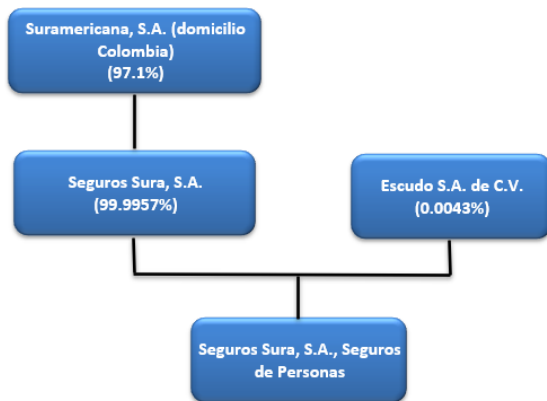 Suramericana, S.A. (domicilio
Colombia)
(97.1%)
Seguros Sura, S.A.
(99.9957%)
Escudo S.A. de C.V.
(0.0043%)
Seguros Sura, S.A., Seguros
de Personas